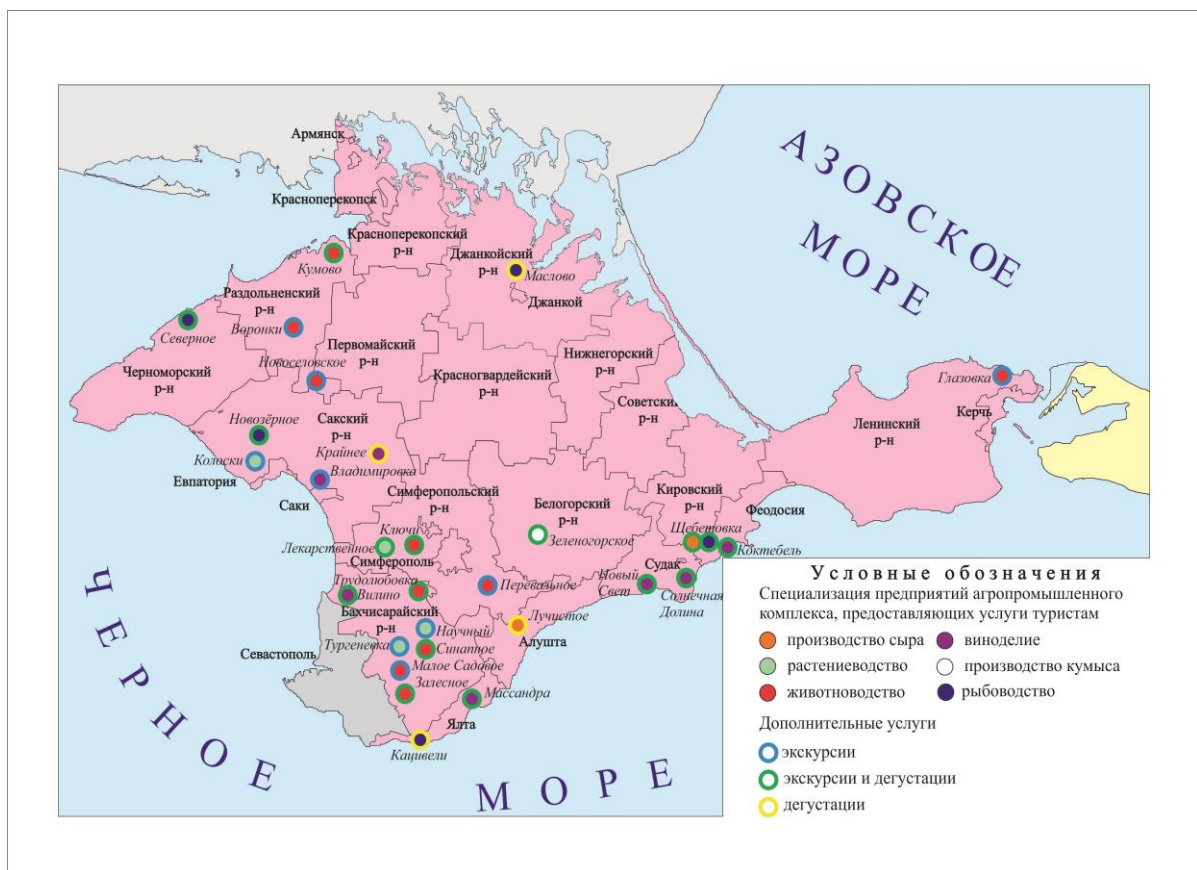 АЗОВСКОЕ
МОРЕ
Армянск
Красноперекопск
Красноперекопский
р-н
Джанкойский
р-н
Кумово
Маслово
Джанкой
Раздольненский
р-н
Воронки
Северное
Первомайский
р-н
Новоселовское
Черноморский
р-н
Красногвардейский
р-н
Нижнегорский
р-н
Советский
р-н
Глазовка
Керчь
Ленинский
р-н
Новозёрное
Сакский
р-н
Крайнее
Колоски
Владимировка
Евпатория
Саки
Симферопольский
р-н
Белогорский
р-н
Кировский
р-н
Феодосия
Ключи
Щебетовка
Лекарственное
Зеленогорское
Коктебель
Симферополь
Судак
Трудолюбовка
Вилино
Перевальное
Новый
Свет
Солнечная
Долина
Бахчисарайский
р-н
Научный
Лучистое
Тургеневка
Синапное
Алушта
Севастополь
Малое Садовое
Залесное
Массандра
Ялта
Кацивели
ЧЕРНОЕ
МОРЕ
Условные обозначения
Специализация предприятий агропромышленного
комплекса, предоставляющих услуги туристам
производство сыра
виноделие
растениеводство
производство кумыса
животноводство
рыбоводство
Дополнительные услуги
экскурсии
экскурсии и дегустации
дегустации